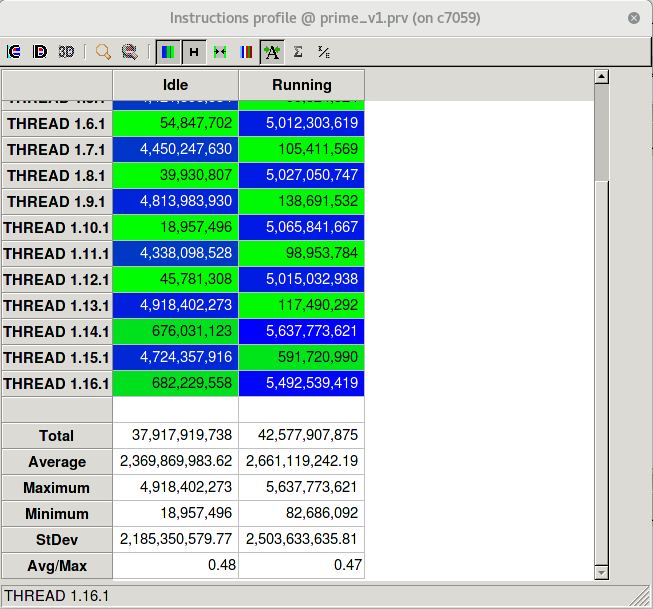 Instructions profile @ prime_v1.prv (on c7059)
3D Σ
Idle Running
THREAD 1.6.1 54,847,702 5,012,303,619
THREAD 1.7.1 4,450,247,630 105,411,569
THREAD 1.8.1 39,930,807 5,027,050,747
THREAD 1.9.1 4,813,983,930 138,691,532
THREAD 1.10.1 18,957,496 5,065,841,667
THREAD 1.11.1 4,338,098,528 98,953,784
THREAD 1.12.1 45,781,308 5,015,032,938
THREAD 1.13.1 4,918,402,273 117,490,292
THREAD 1.14.1 676,031,123 5,637,773,621
THREAD 1.15.1 4,724,357,916 591,720,990
THREAD 1.16.1 682,229,558 5,492,539,419
Total 37,917,919,738 42,577,907,875
Average 2,369,869,983.62 2,661,119,242.19
Maximum 4,918,402,273 5,637,773,621
Minimum 18,957,496 82,686,092
StDev 2,185,350,579.77 2,503,633,635.81
Avg/Max 0.48 0.47
THREAD 1.16.1